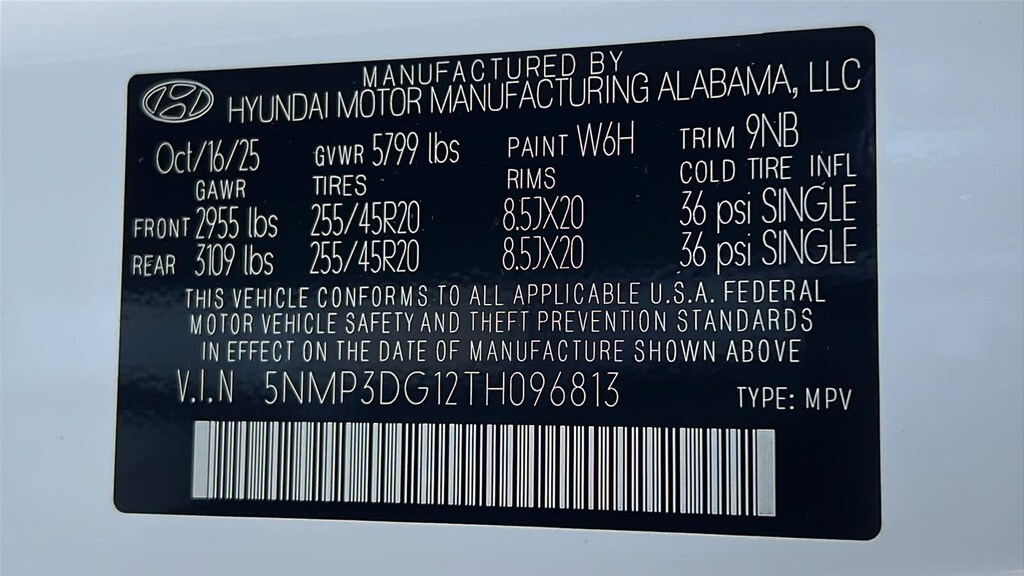 MANUFACTURED BY
HYUNDAI MOTOR MANUFACTURING ALABAMA, LLC
Oct/16/25 GVWR 5799 lbs PAINT W6H TRIM 9NB
GAWR TIRES RIMS COLD TIRE INFL
FRONT 2955 lbs 255/45R20 8.5JX20 36 psi SINGLE
REAR 3109 lbs 255/45R20 8.5JX20 36 psi SINGLE
THIS VEHICLE CONFORMS TO ALL APPLICABLE U.S.A. FEDERAL
MOTOR VEHICLE SAFETY AND THEFT PREVENTION STANDARDS
IN EFFECT ON THE DATE OF MANUFACTURE SHOWN ABOVE
V.I.N 5NMP3DG12TH096813 TYPE: MPV